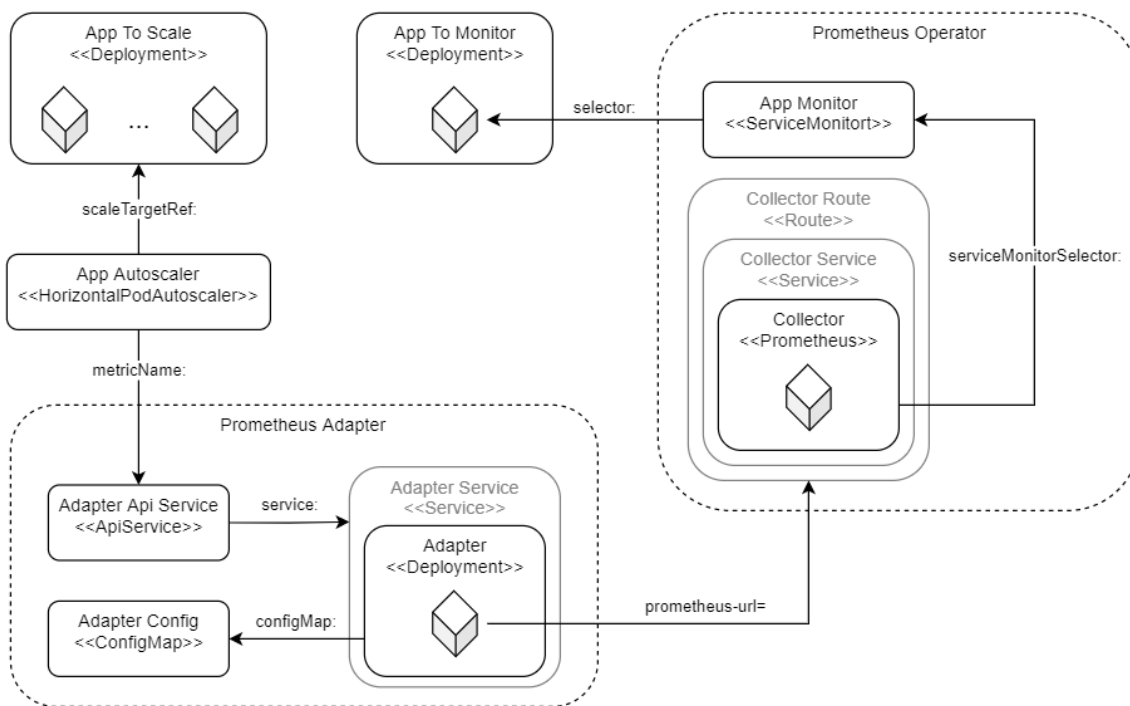 App To Scale
<<Deployment>>
...
App To Monitor
<<Deployment>>
Prometheus Operator
selector:
App Monitor
<<ServiceMonitort>>
scaleTargetRef:
Collector Route
<<Route>>
Collector Service
<<Service>>
serviceMonitorSelector:
App Autoscaler
<<HorizontalPodAutoscaler>>
Collector
<<Prometheus>>
metricName:
Prometheus Adapter
Adapter Api Service
<<ApiService>>
service:
Adapter Service
<<Service>>
Adapter
<<Deployment>>
prometheus-url=
Adapter Config
<<ConfigMap>>
configMap: